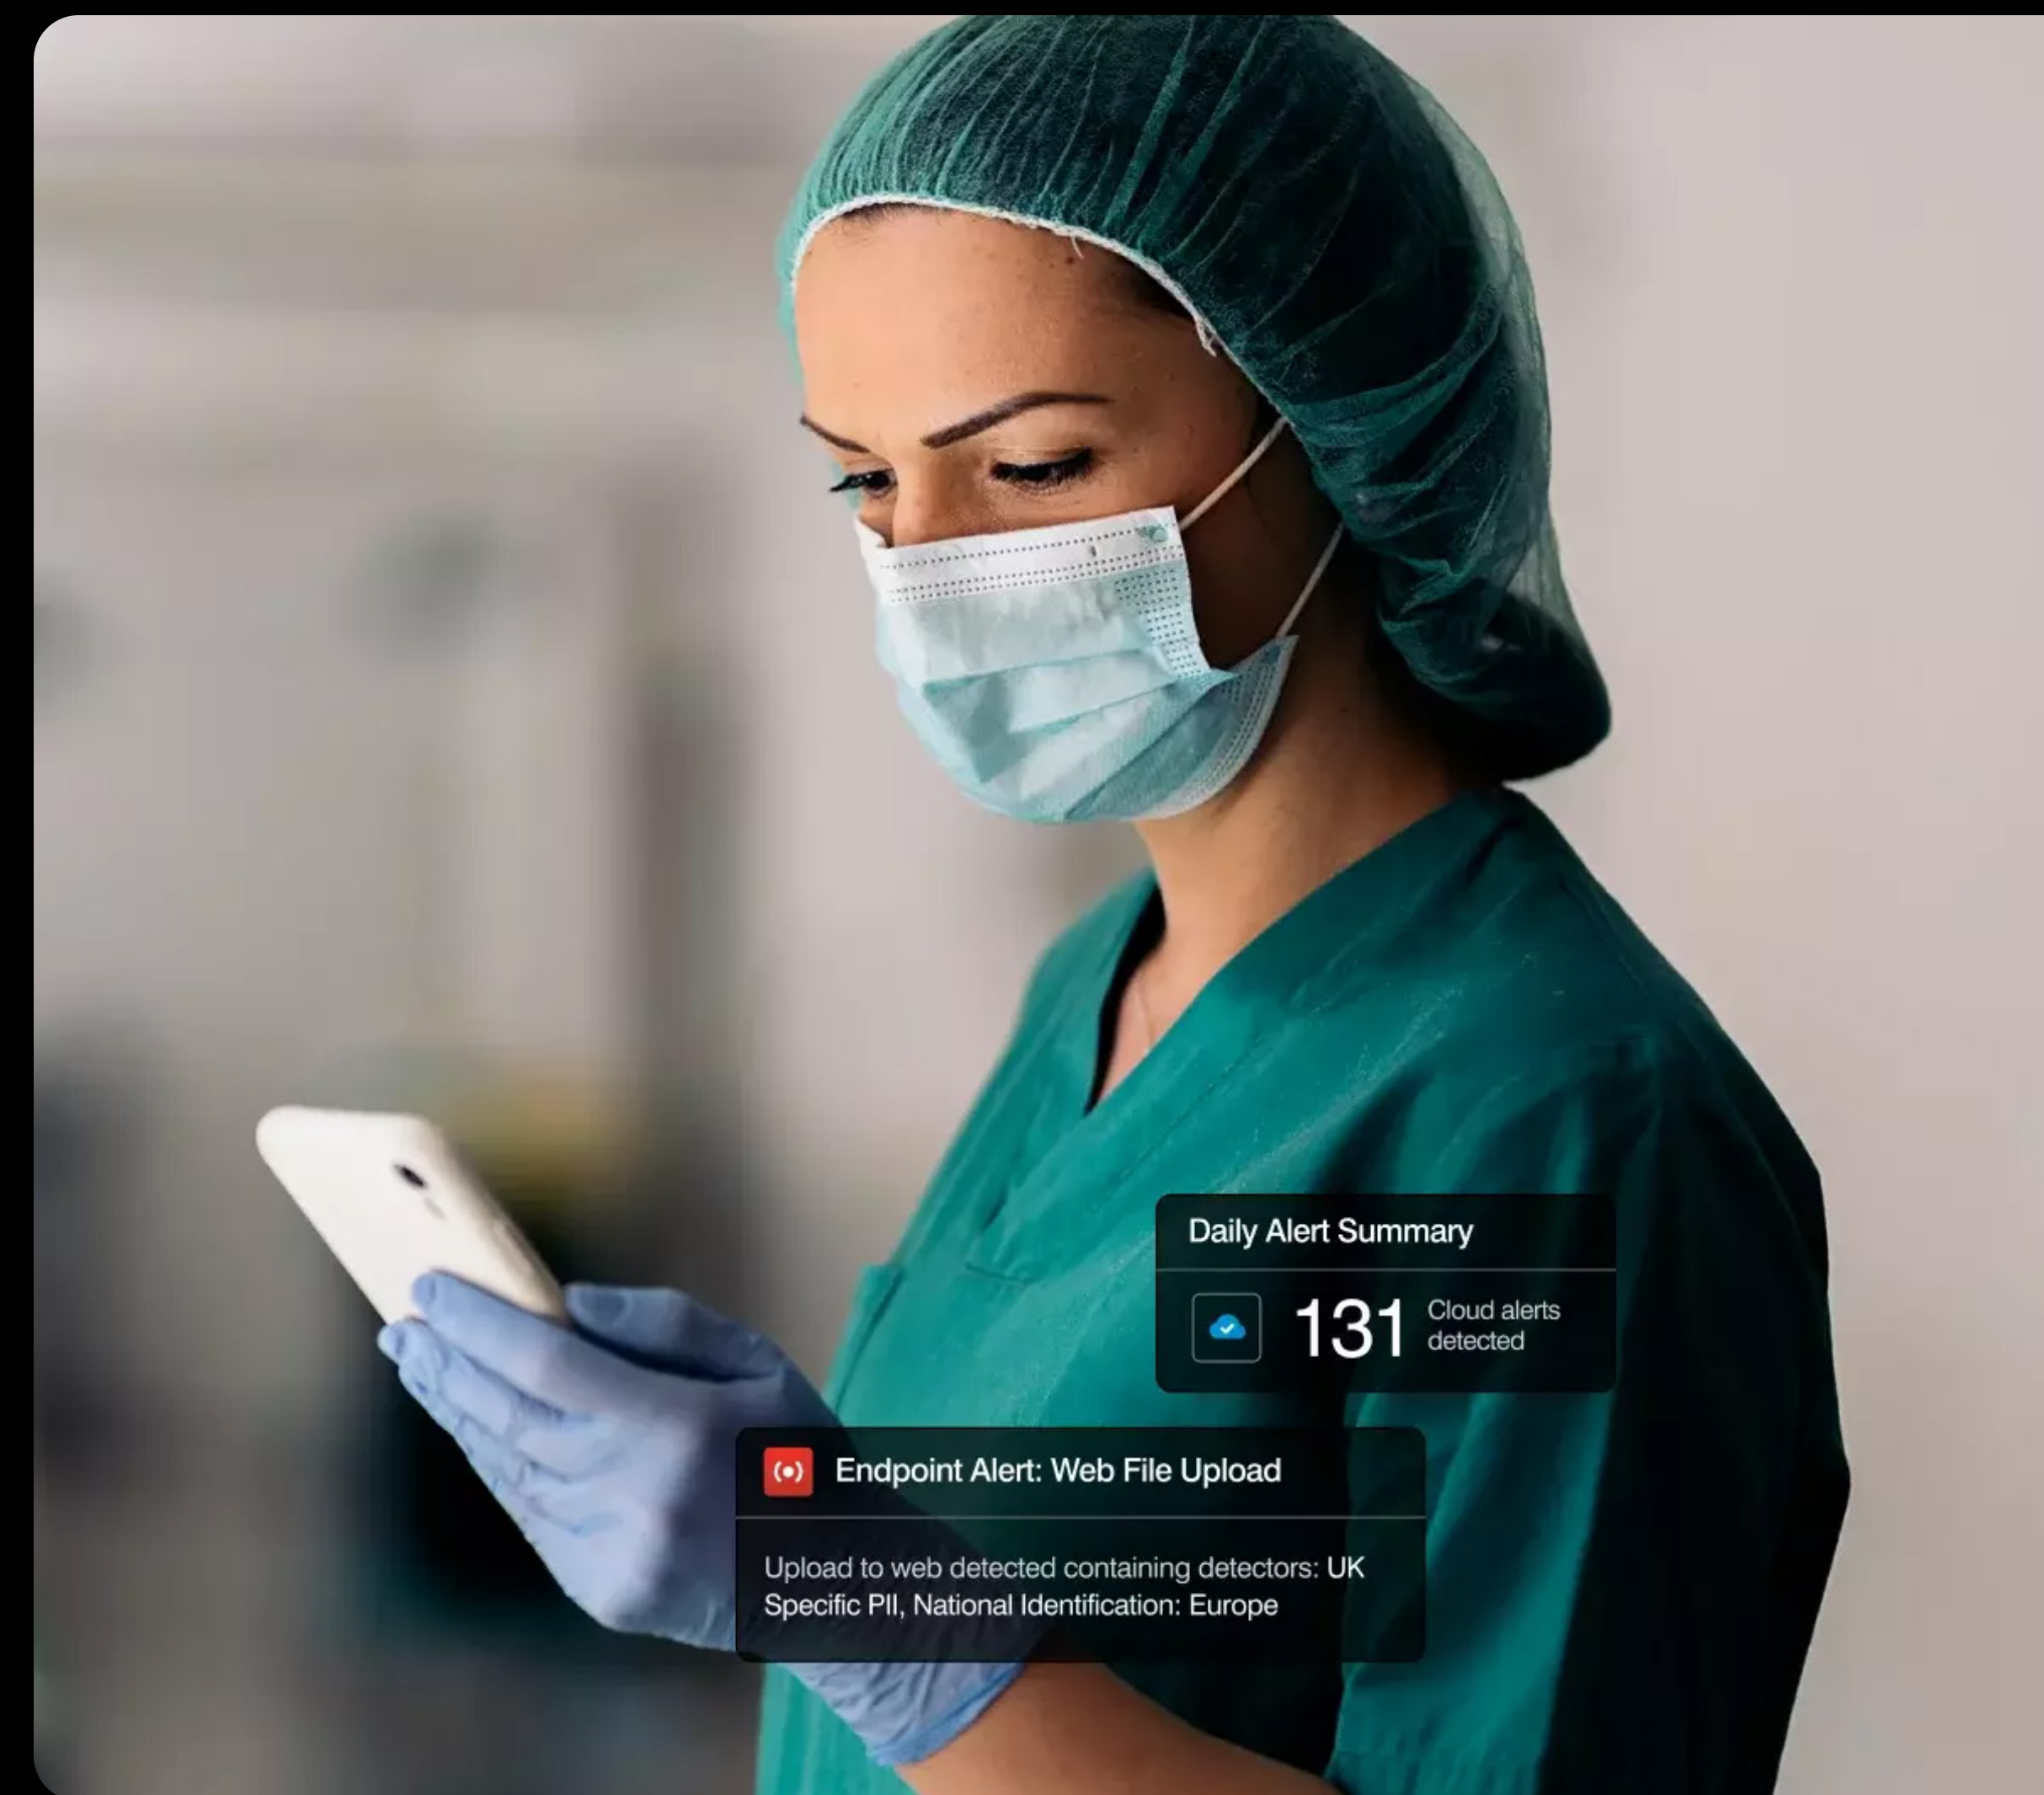 Daily Alert Summary
131
Cloud alerts
detected
Endpoint Alert: Web File Upload
Upload to web detected containing detectors: UK
Specific PII, National Identification: Europe